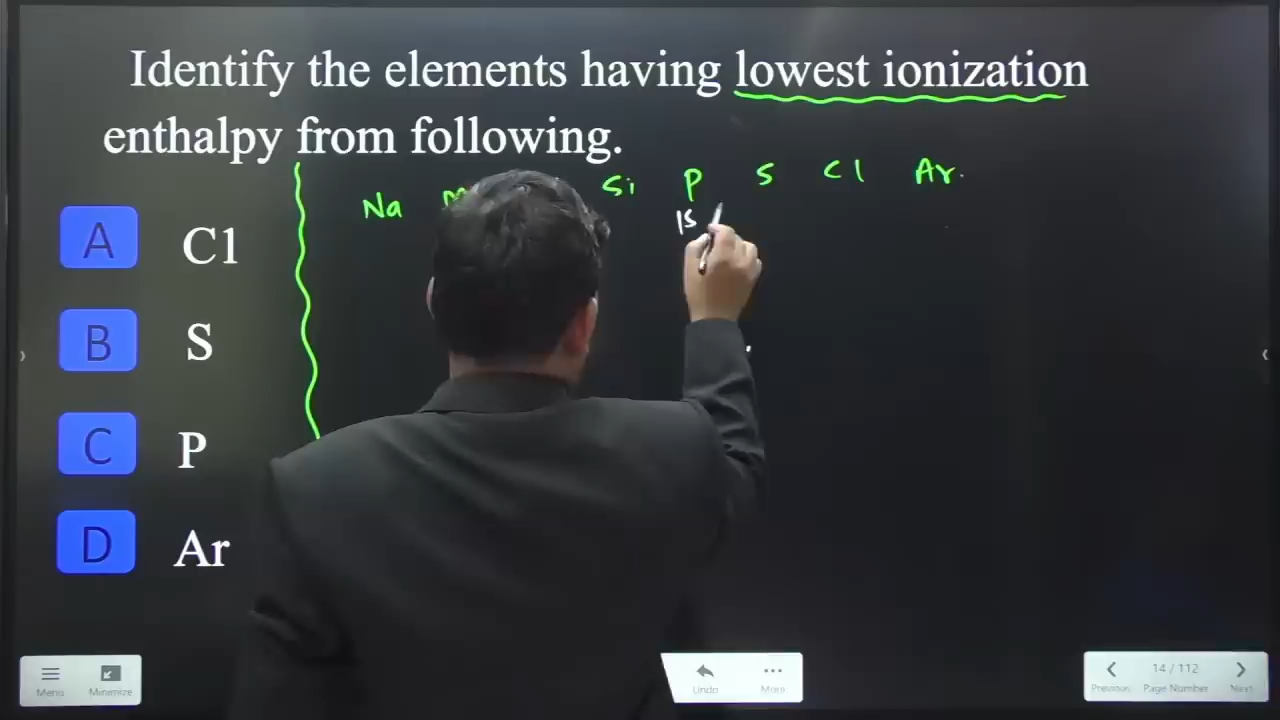 Identify the elements having lowest ionization
enthalpy from following.
Na Si P S Cl Ar.
15
A Cl
B S
C P
D Ar
Menu Minimize Undo More Previous 14 / 112 Page Number Next